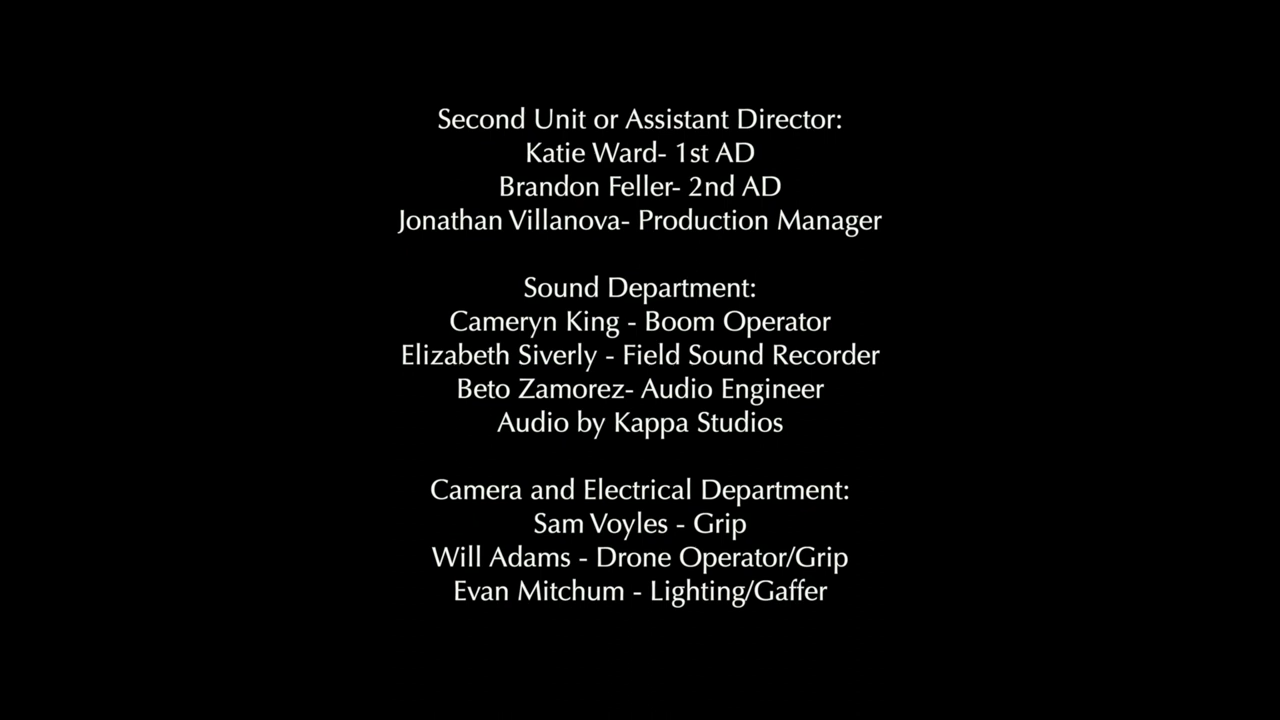 Second Unit or Assistant Director:
Katie Ward- 1st AD
Brandon Feller- 2nd AD
Jonathan Villanova- Production Manager
Sound Department:
Cameryn King - Boom Operator
Elizabeth Siverly - Field Sound Recorder
Beto Zamorez- Audio Engineer
Audio by Kappa Studios
Camera and Electrical Department:
Sam Voyles - Grip
Will Adams - Drone Operator/Grip
Evan Mitchum - Lighting/Gaffer